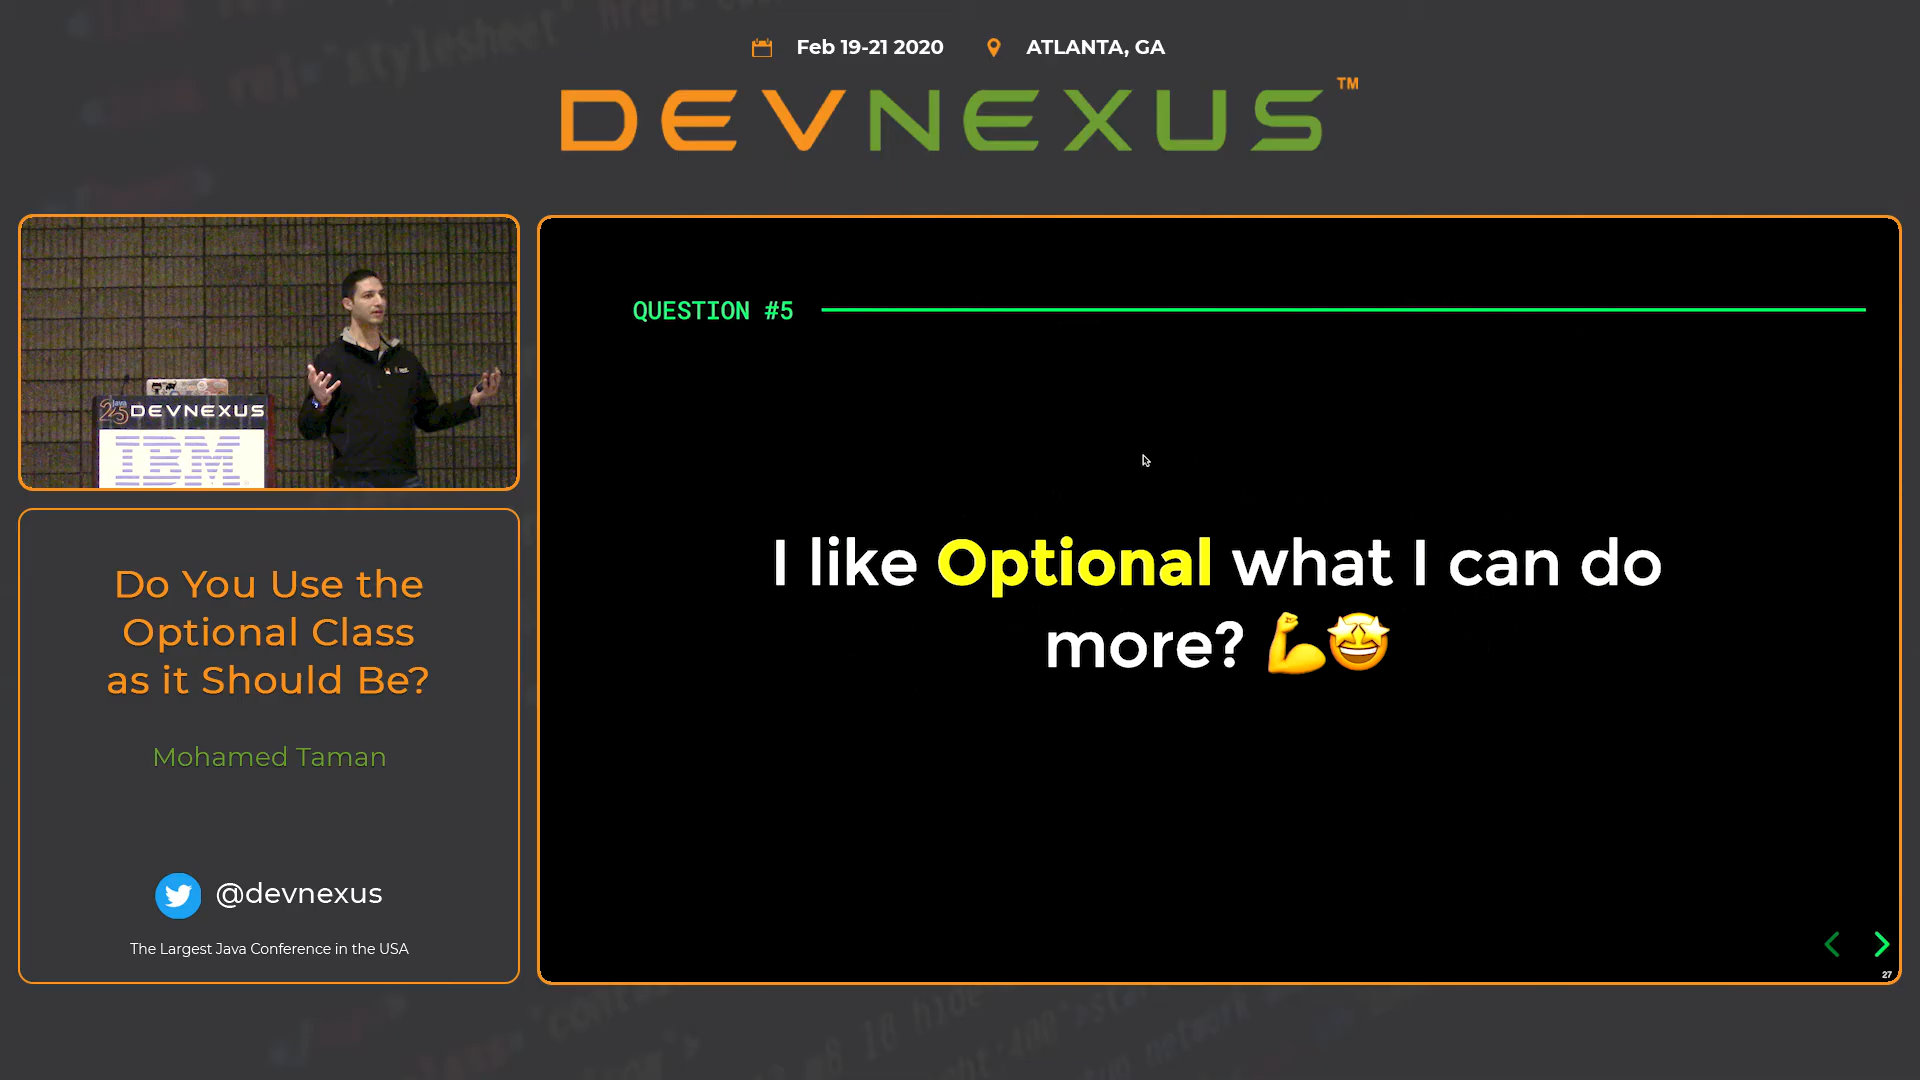 Feb 19-21 2020 ATLANTA, GA
DEVNEXUS™
Java
25 DEVNEXUS
IBM
QUESTION #5
I like Optional what I can do
more? 💪🤩
27
Do You Use the
Optional Class
as it Should Be?
Mohamed Taman
@devnexus
The Largest Java Conference in the USA